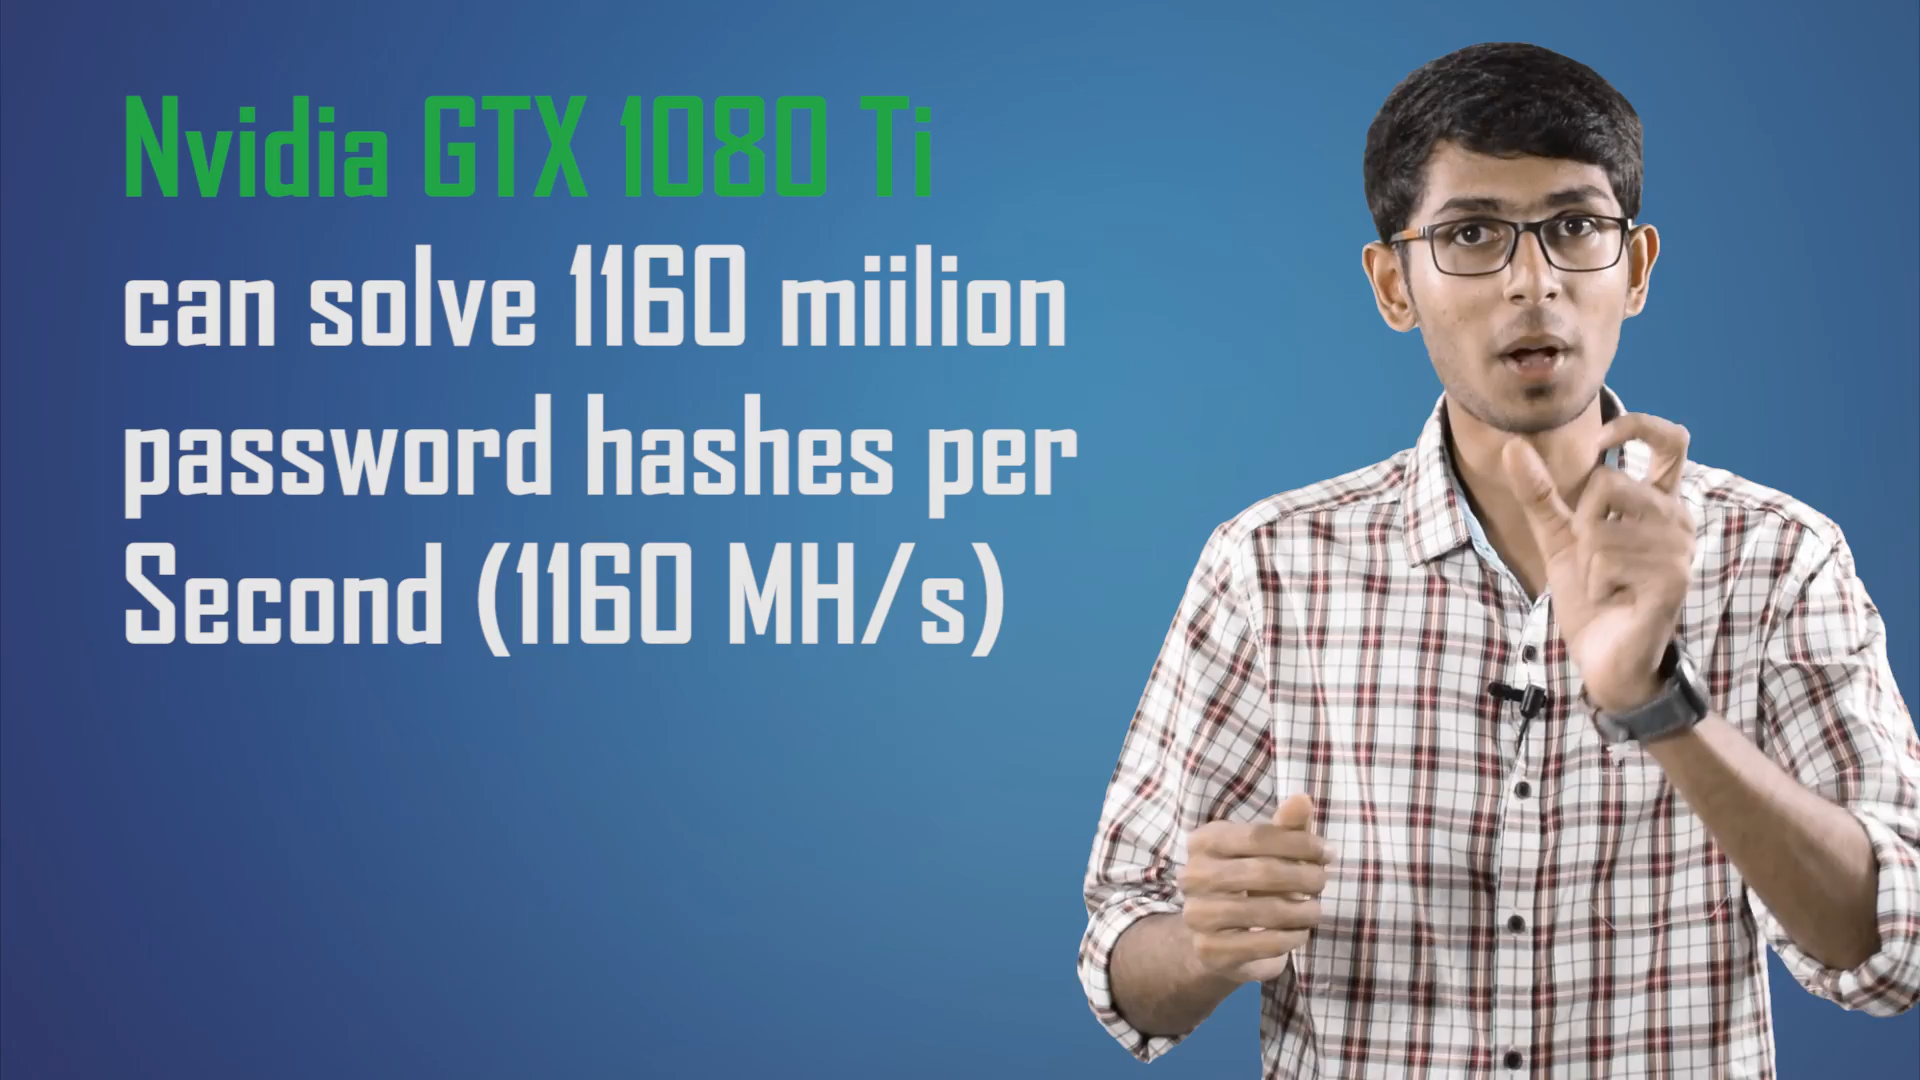 Nvidia GTX 1080 Ti
can solve 1160 miilion
password hashes per
Second (1160 MH/s)